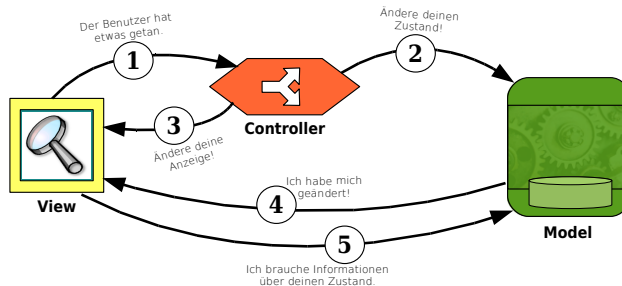 Der Benutzer hat
etwas getan.
1
Ändere deinen
Zustand!
2
3
Ändere deine
Anzeige!
Controller
View
Ich habe mich
geändert!
4
Model
5
Ich brauche Informationen
über deinen Zustand.